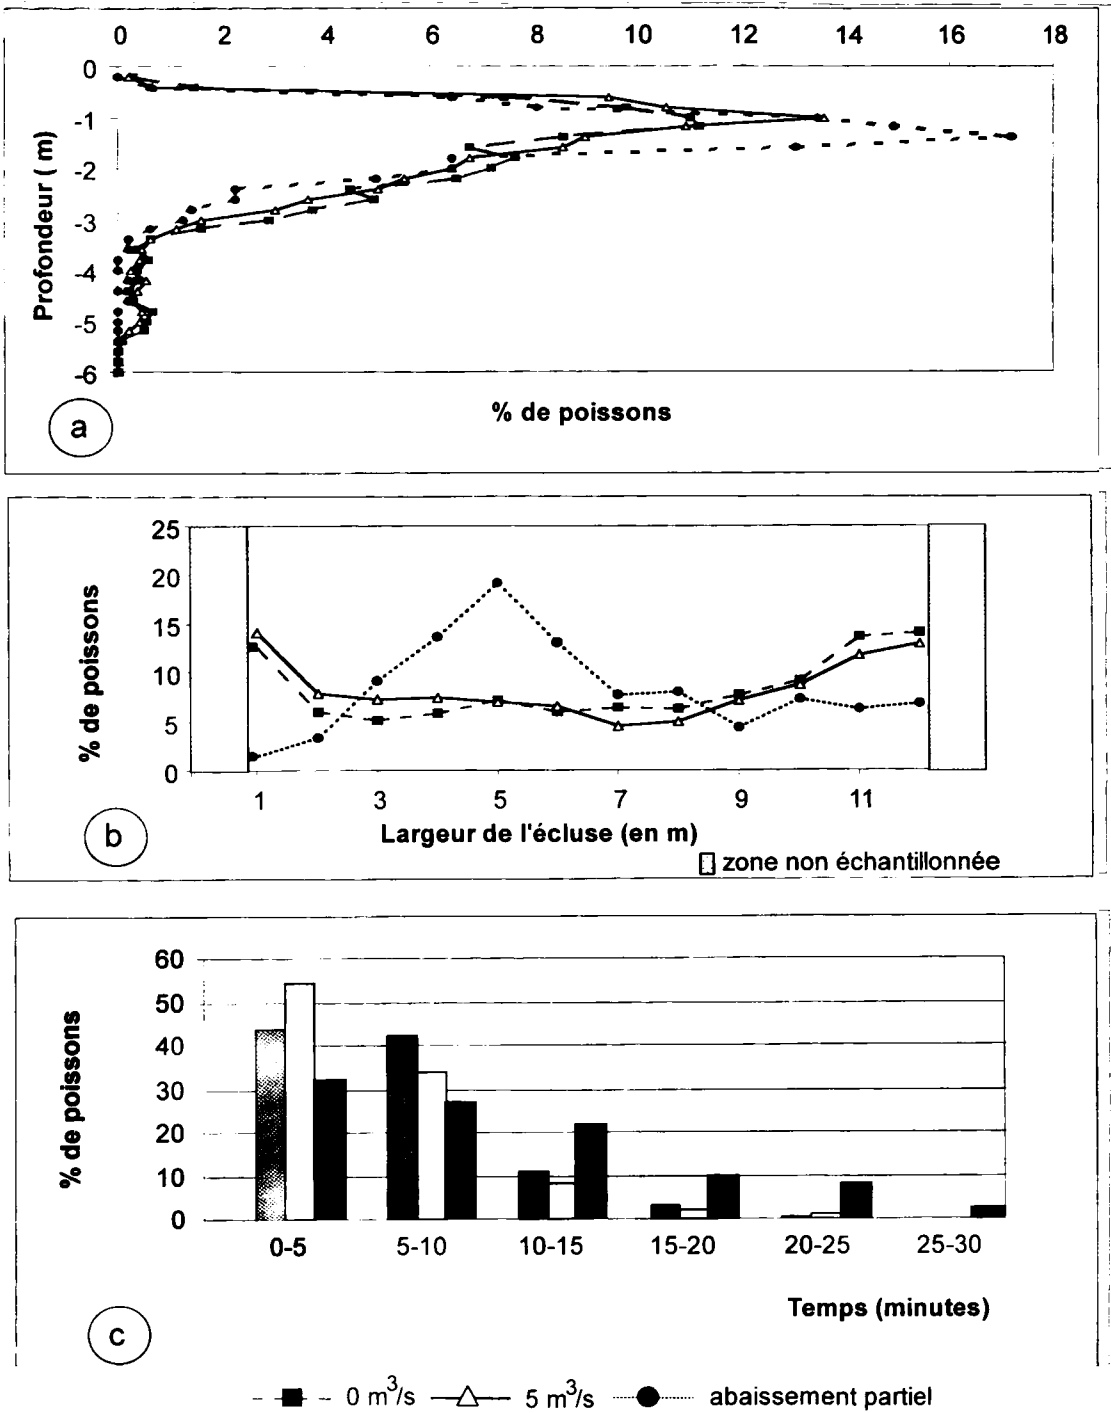 0 2 4 6 8 10 12 14 16 18
0
-1
-2
-3
-4
-5
-6
Profondeur ( m)
% de poissons
a
25
20
15
10
5
0
% de poissons
1 3 5 7 9 11
Largeur de l'écluse (en m)
zone non échantillonnée
b
60
50
40
30
20
10
0
% de poissons
0-5 5-10 10-15 15-20 20-25 25-30
Temps (minutes)
c
0 m³/s 5 m³/s abaissement partiel